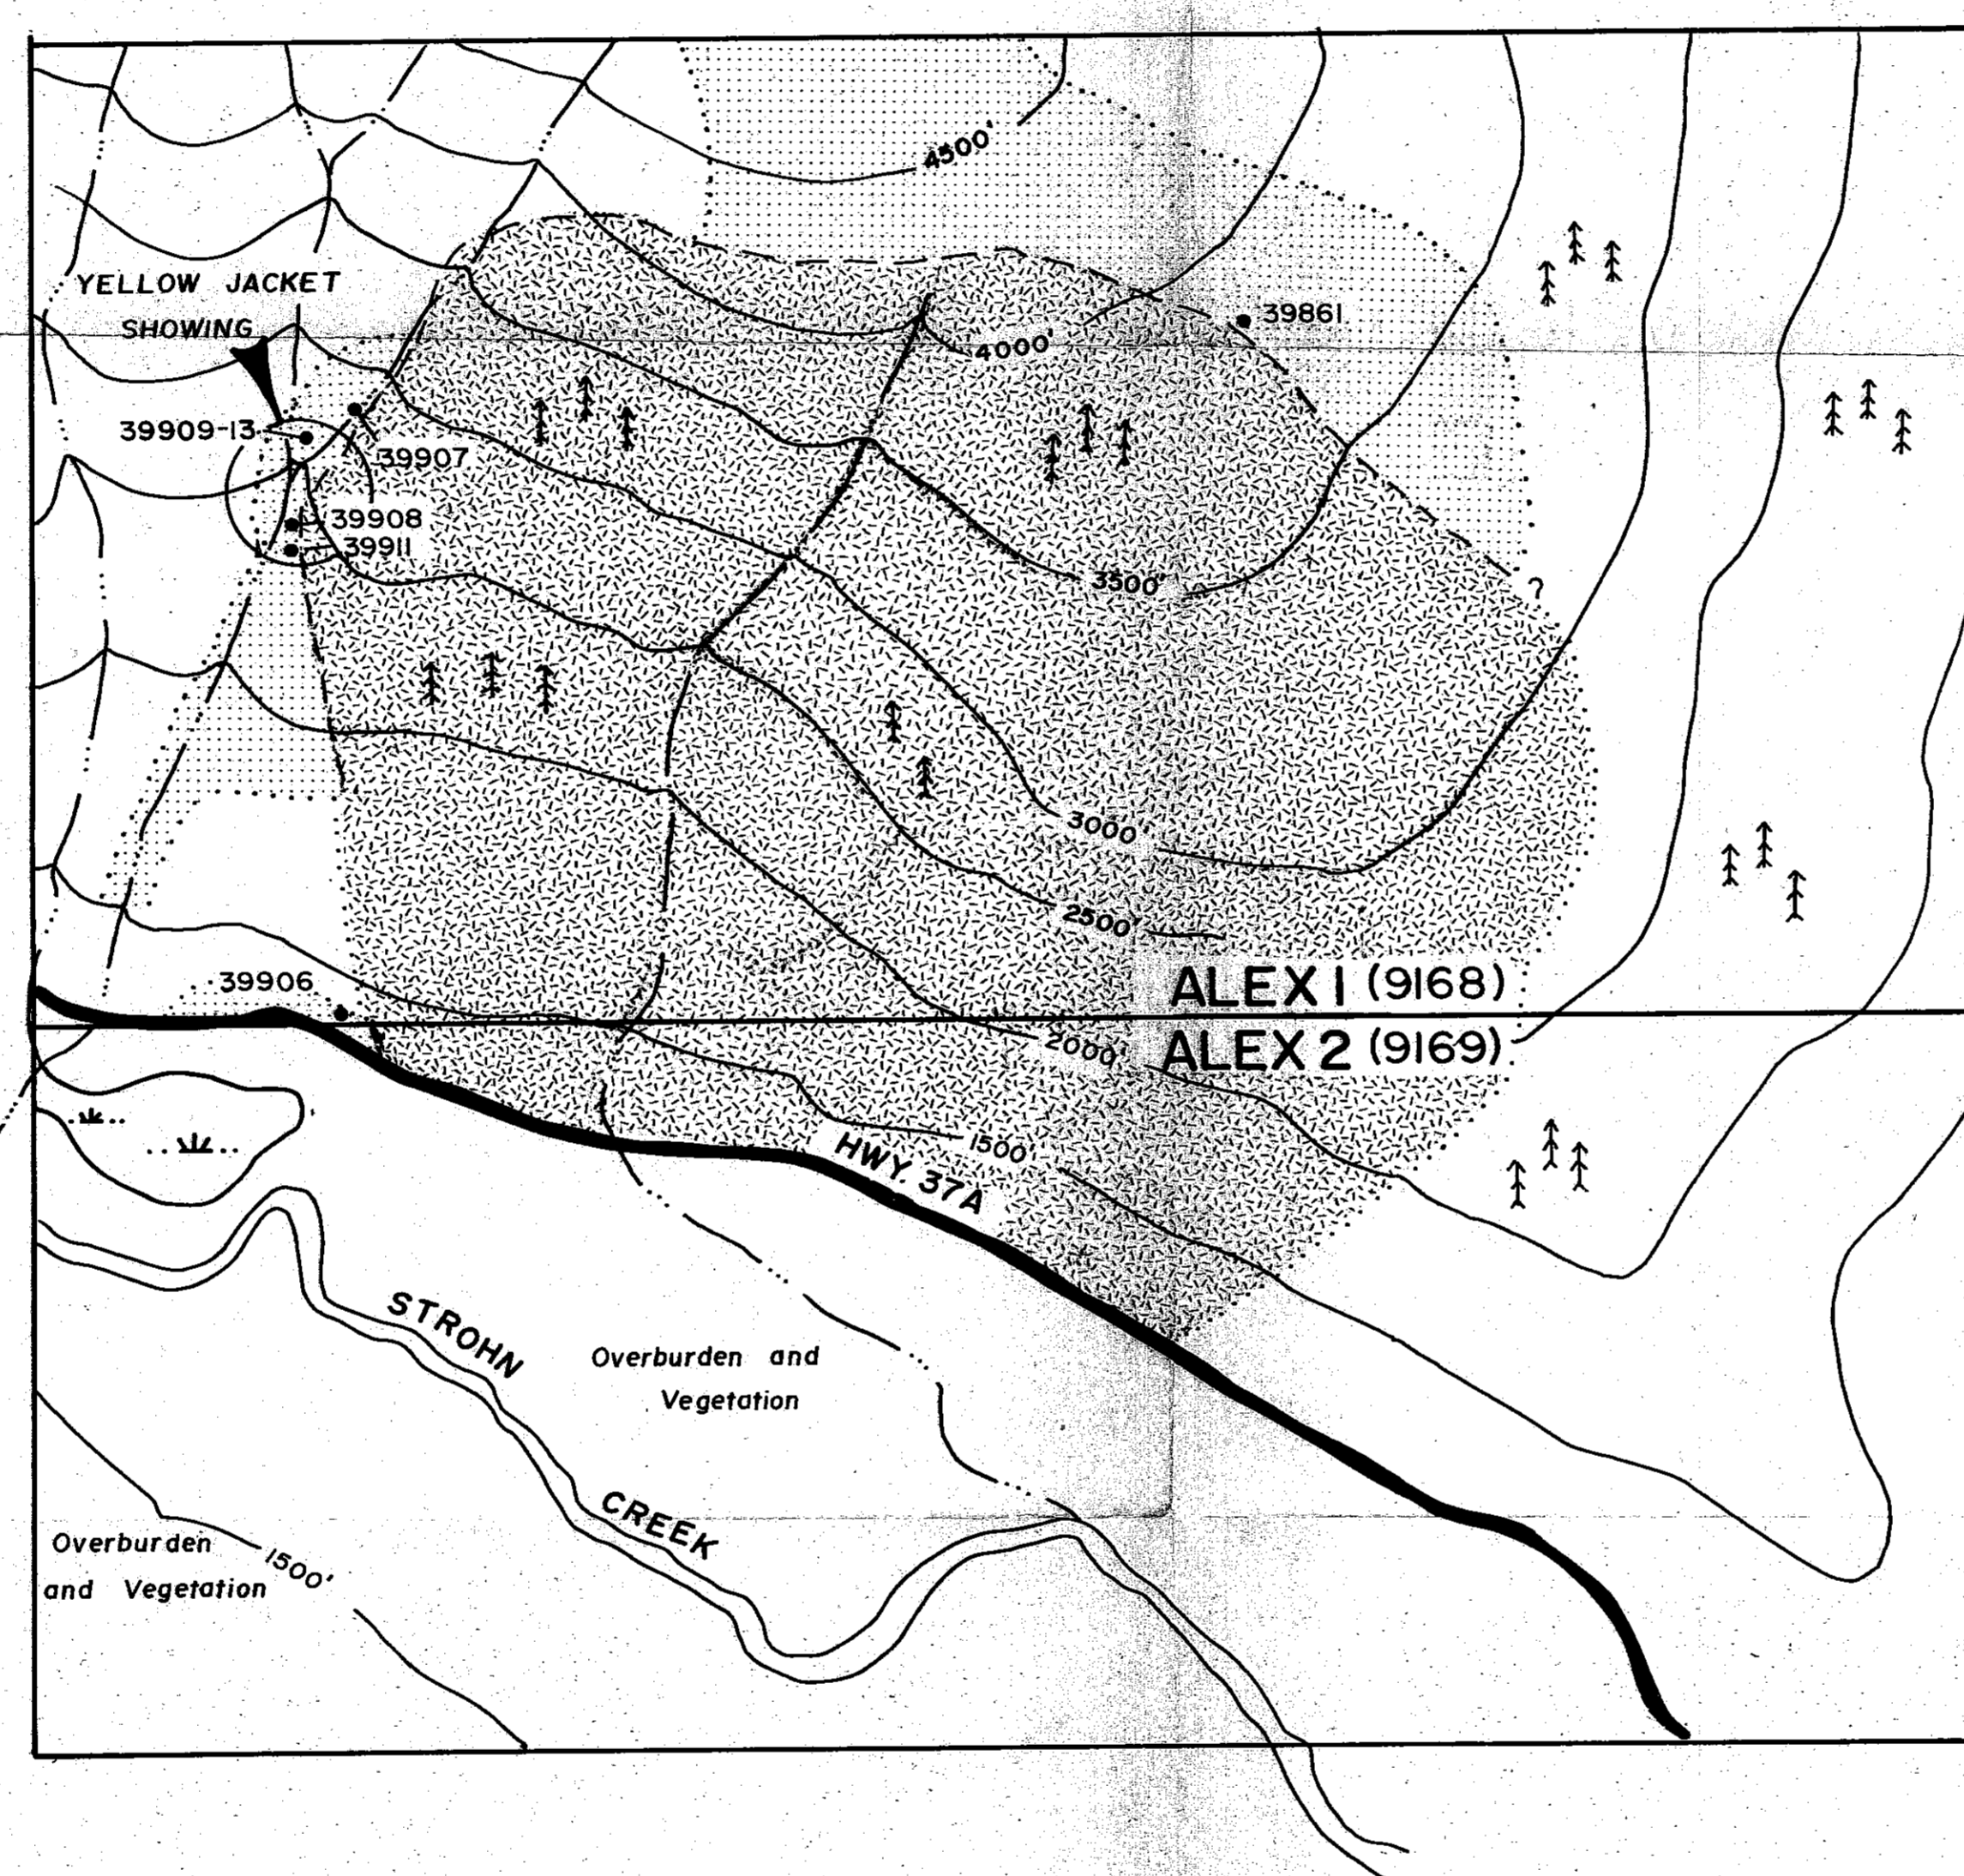 4500'
YELLOW JACKET
SHOWING
39861
4000'
39909-13
39907
39908
39911
3500'
?
3000'
2500'
39906
ALEX 1 (9168)
ALEX 2 (9169)
2000'
1500'
HWY. 37A
STROHN
CREEK
Overburden and
Vegetation
Overburden
and Vegetation
1500'